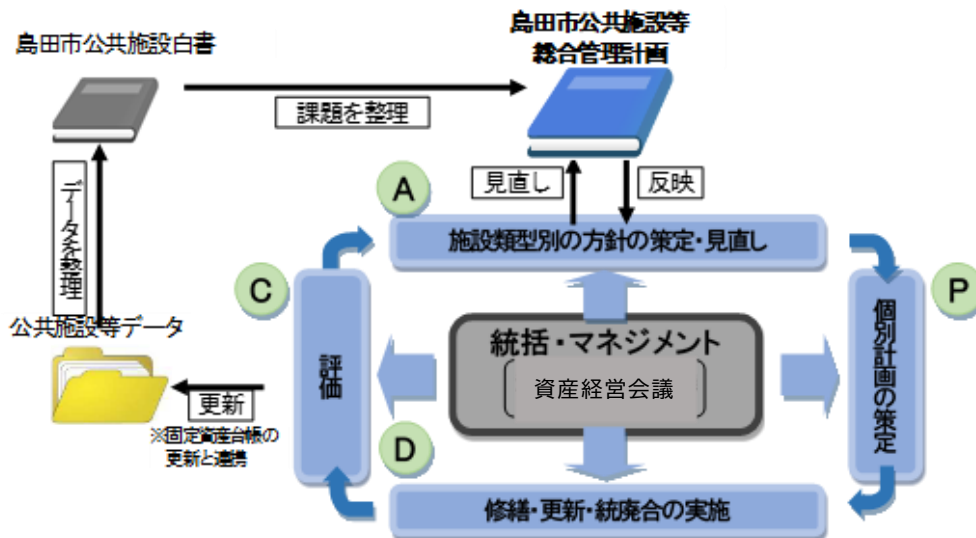 島田市公共施設白書
島田市公共施設等
総合管理計画
課題を整理
データを整理
見直し
反映
A
施設類型別の方針の策定・見直し
C
P
公共施設等データ
評価
統括・マネジメント
資産経営会議
個別計画の策定
更新
※固定資産台帳の
更新と連携
D
修繕・更新・統廃合の実施